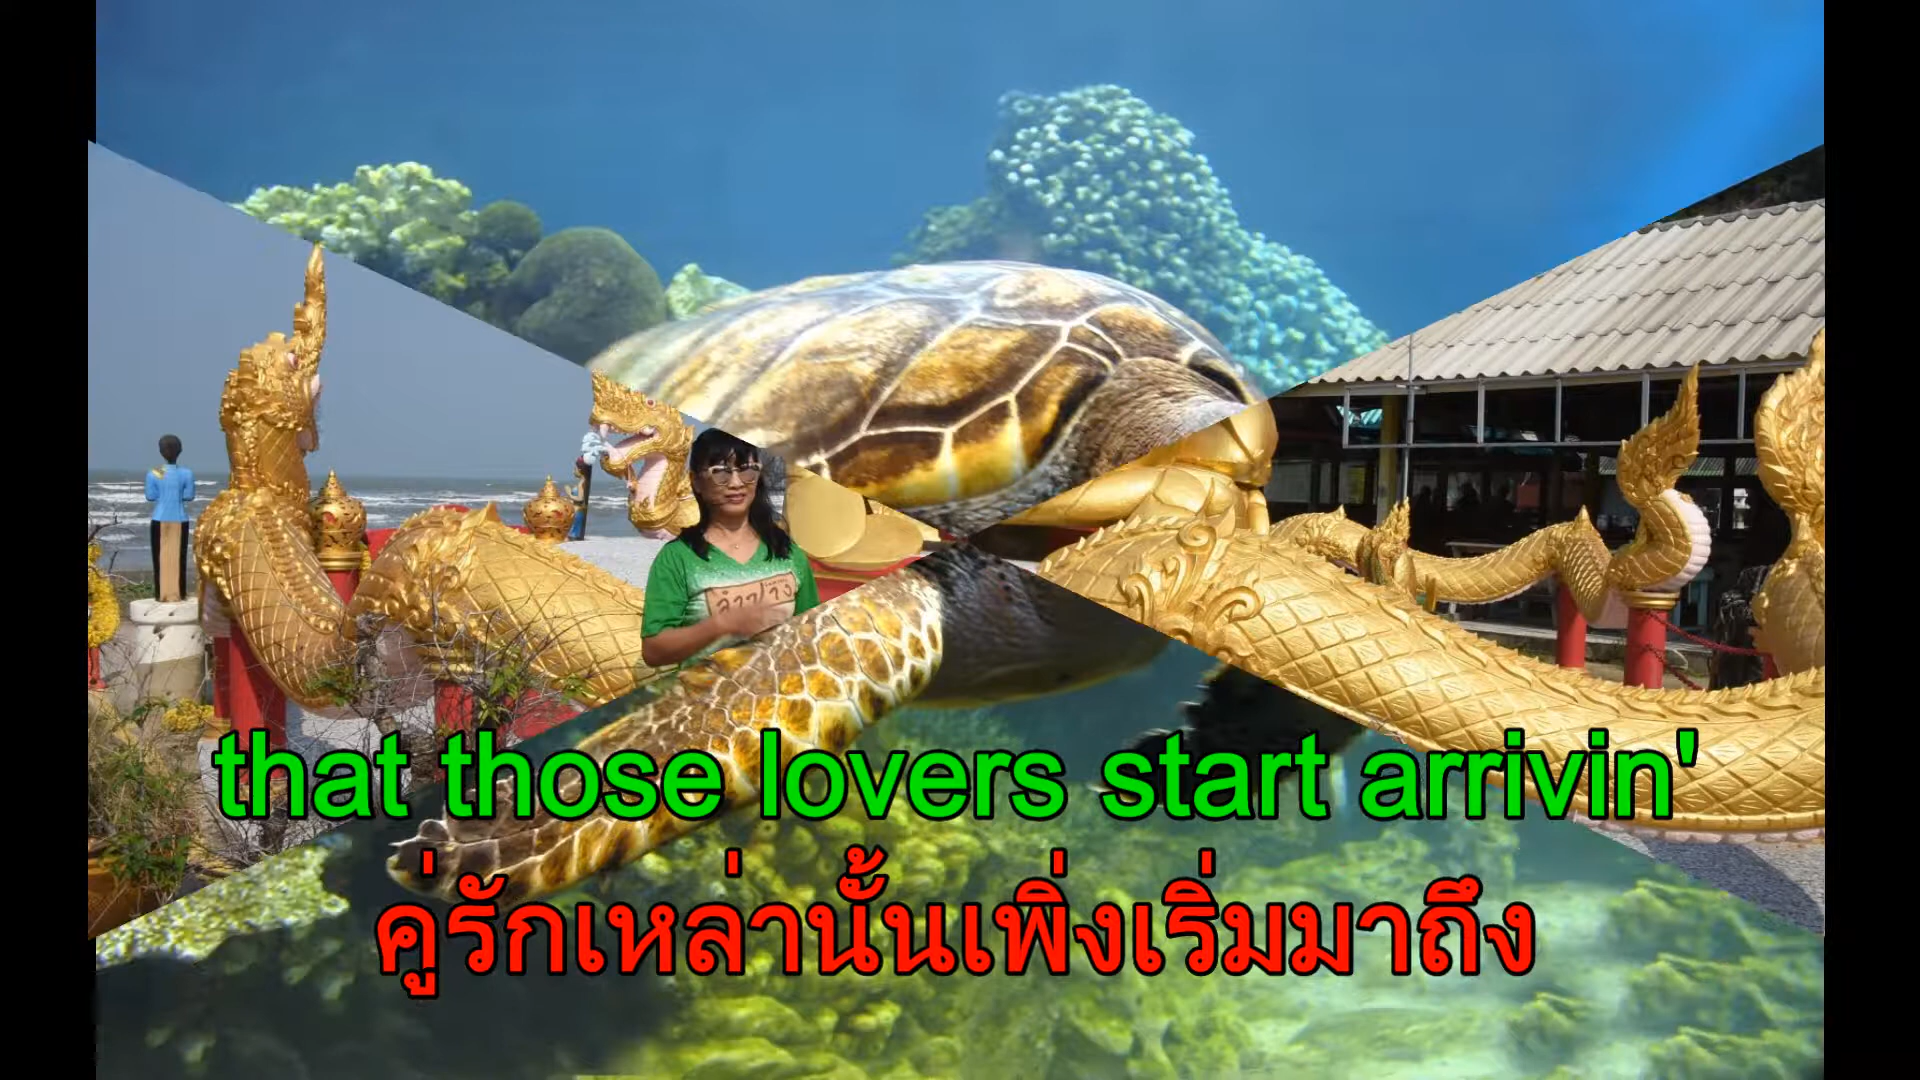 that those lovers start arrivin'
คู่รักเหล่านั้นเพิ่งเริ่มมาถึง